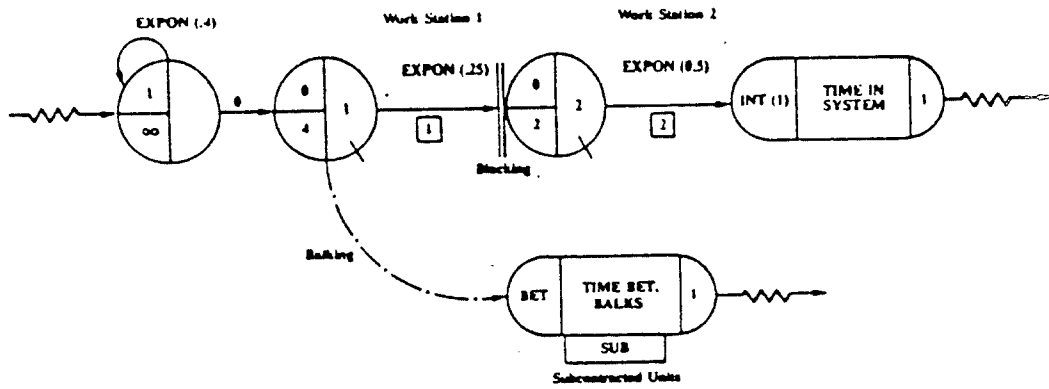 EXPON (.4)
Work Station 1
Work Station 2
1
∞
0
0
4
1
EXPON (.25)
1
Blocking
0
2
2
EXPON (0.5)
2
INT (1)
TIME IN
SYSTEM
1
Balking
BET
TIME BET.
BALKS
1
SUB
Subcontracted Units